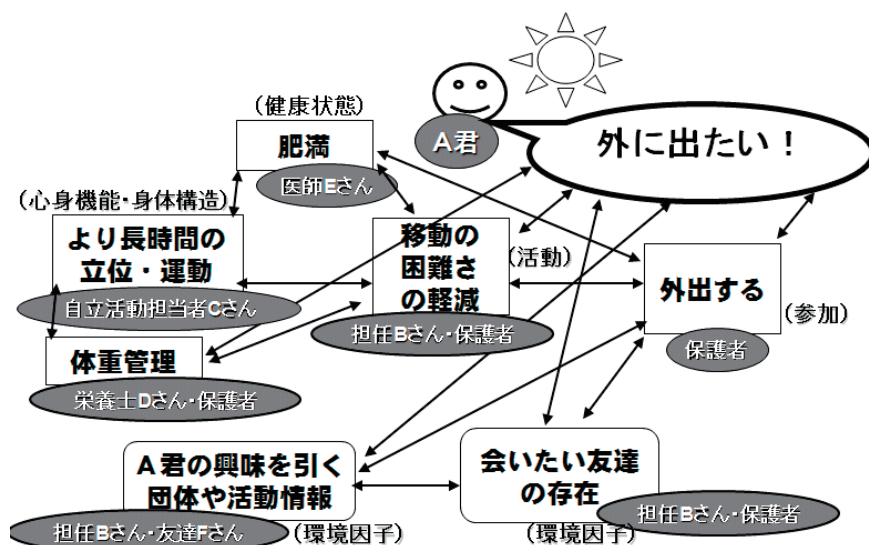 外に出たい！
A君
（健康状態）
肥満
医師Eさん
（心身機能・身体構造）
より長時間の
立位・運動
自立活動担当者Cさん
移動の
困難さ
の軽減
（活動）
担任Bさん・保護者
外出する
（参加）
保護者
体重管理
栄養士Dさん・保護者
A君の興味を引く
団体や活動情報
担任Bさん・友達Fさん
（環境因子）
会いたい友達
の存在
担任Bさん・保護者
（環境因子）